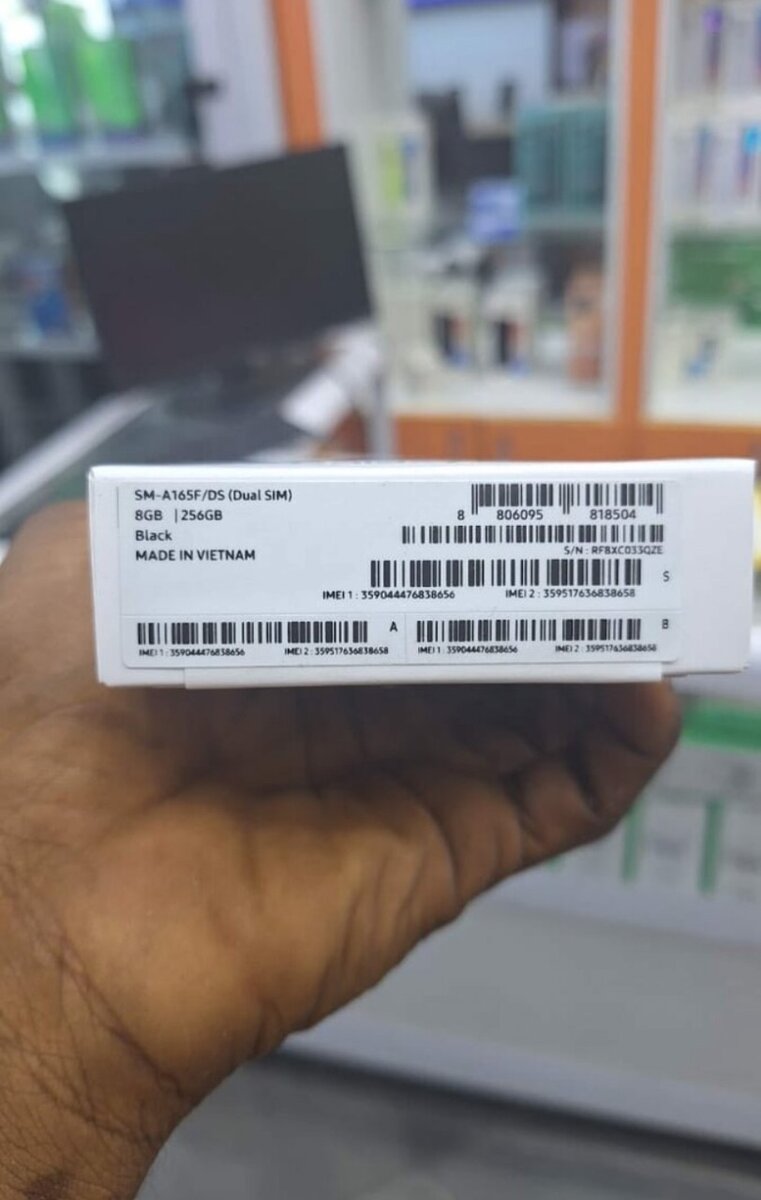 SM-A165F/DS (Dual SIM)
8GB | 256GB
Black
MADE IN VIETNAM
8 806095 818504
S/N : RF8XC033QZE
S
IMEI 1 : 359044476838656 IMEI 2 : 359517636838658
A
IMEI 1 : 359044476838656 IMEI 2 : 359517636838658
B
IMEI 1 : 359044476838656 IMEI 2 : 359517636838658